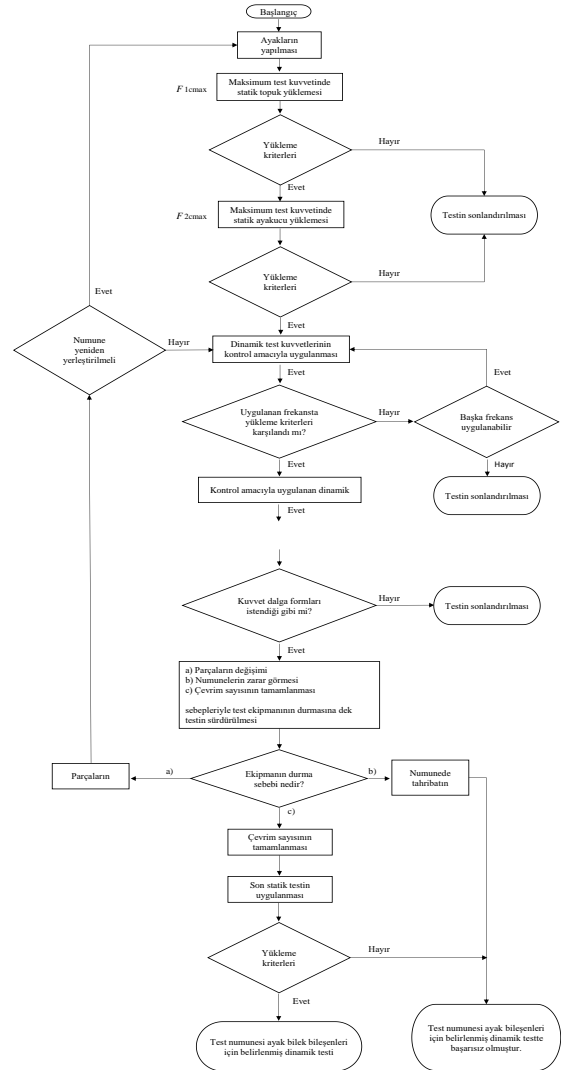 Başlangıç
Ayakların
yapılması
F 1cmax
Maksimum test kuvvetinde
statik topuk yüklemesi
Yükleme
kriterleri
Hayır
Evet
Testin sonlandırılması
F 2cmax
Maksimum test kuvvetinde
statik ayakucu yüklemesi
Yükleme
kriterleri
Hayır
Evet
Evet
Numune
yeniden
yerleştirilmeli
Hayır
Dinamik test kuvvetlerinin
kontrol amacıyla uygulanması
Evet
Evet
Uygulanan frekansta
yükleme kriterleri
karşılandı mı?
Hayır
Başka frekans
uygulanabilir
Evet
Hayır
Kontrol amacıyla uygulanan dinamik
Testin sonlandırılması
Evet
Kuvvet dalga formları
istendiği gibi mi?
Hayır
Testin sonlandırılması
Evet
a) Parçaların değişimi
b) Numunelerin zarar görmesi
c) Çevrim sayısının tamamlanması
sebepleriyle test ekipmanının durmasına dek
testin sürdürülmesi
Parçaların
a)
Ekipmanın durma
sebebi nedir?
b)
Numunede
tahribatın
c)
Çevrim sayısının
tamamlanması
Son statik testin
uygulanması
Yükleme
kriterleri
Hayır
Evet
Test numunesi ayak bilek bileşenleri
için belirlenmiş dinamik testi
Test numunesi ayak bileşenleri
için belirlenmiş dinamik testte
başarısız olmuştur.